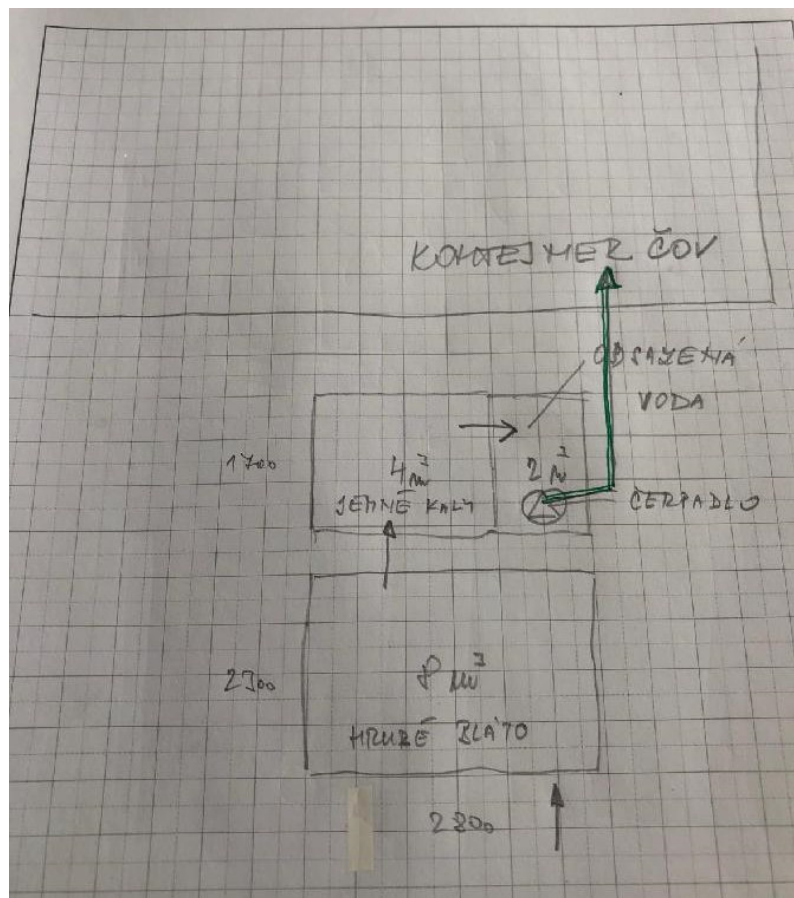 KONTEJNER ČOV
ODSAZENÁ
VODA
1700
4m³
2m³
JEMNÉ KALY
ČERPADLO
2300
8m³
HRUBÉ BLÁTO
2800